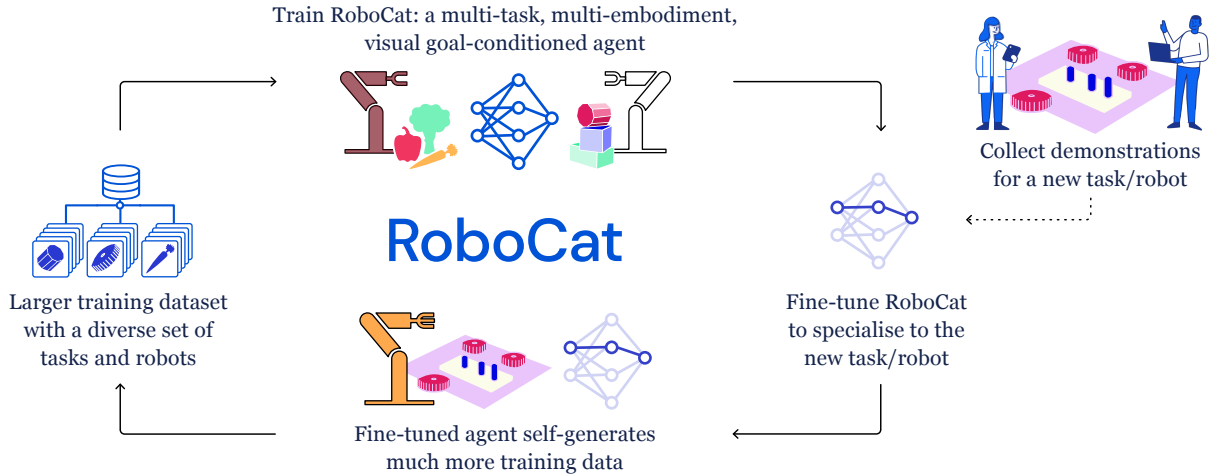 Train RoboCat: a multi-task, multi-embodiment,
visual goal-conditioned agent
Collect demonstrations
for a new task/robot
RoboCat
Larger training dataset
with a diverse set of
tasks and robots
Fine-tune RoboCat
to specialise to the
new task/robot
Fine-tuned agent self-generates
much more training data